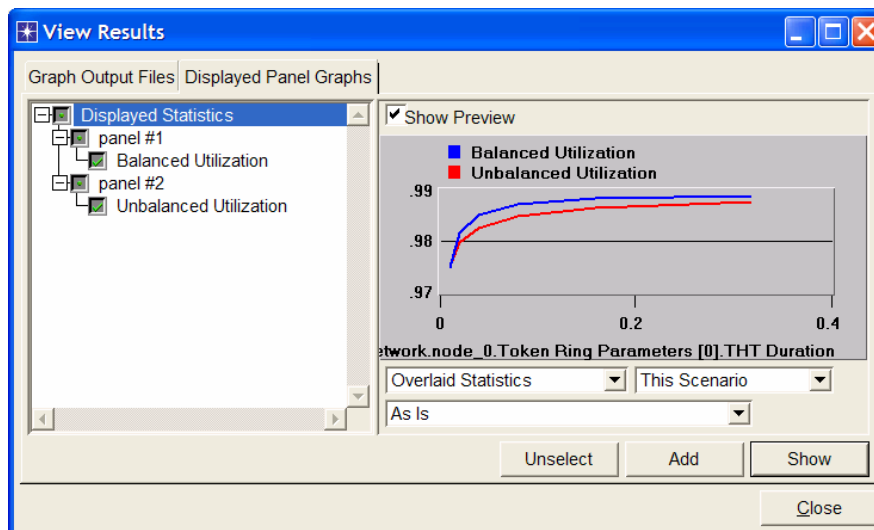 View Results
Graph Output Files
Displayed Panel Graphs
Displayed Statistics
panel #1
Balanced Utilization
panel #2
Unbalanced Utilization
Show Preview
Balanced Utilization
Unbalanced Utilization
.99
.98
.97
0
0.2
0.4
etwork.node_0.Token Ring Parameters [0].THT Duration
Overlaid Statistics
This Scenario
As Is
Unselect
Add
Show
Close